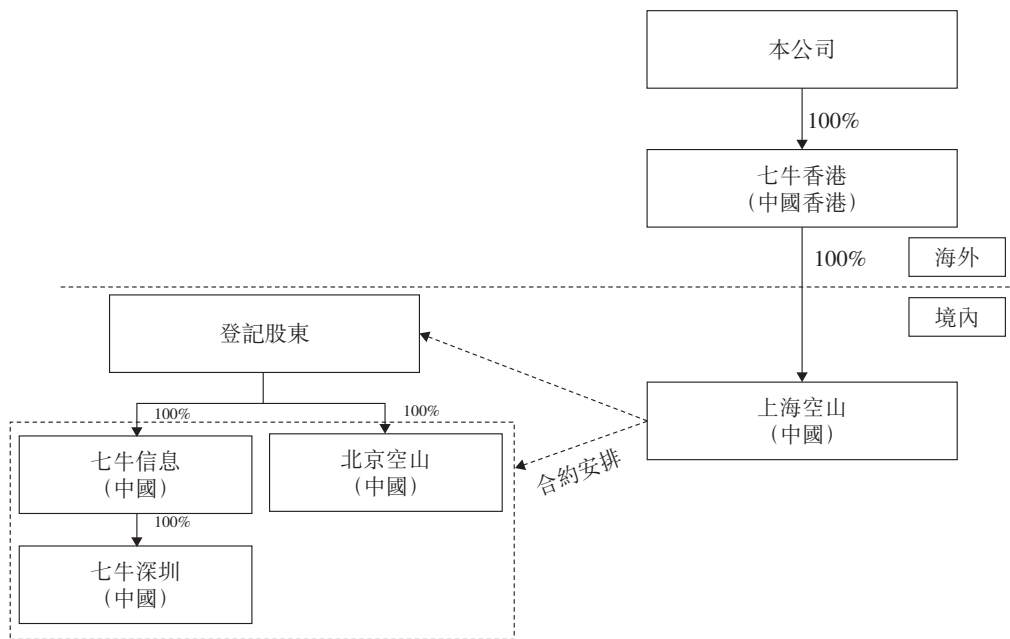 本公司
100%
七牛香港
（中國香港）
100%
海外
境內
登記股東
100%
100%
上海空山
（中國）
七牛信息
（中國）
北京空山
（中國）
合約安排
100%
七牛深圳
（中國）